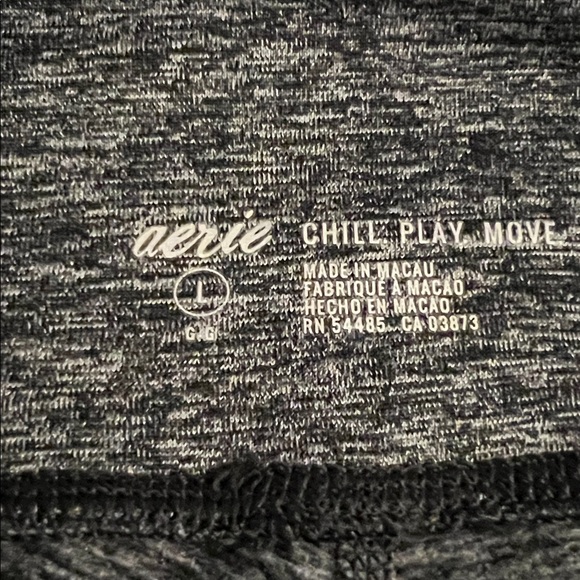 aerie CHILL. PLAY. MOVE.
L
G.G
MADE IN MACAU
FABRIQUÉ À MACAO
HECHO EN MACAO
RN 54485 CA 03873